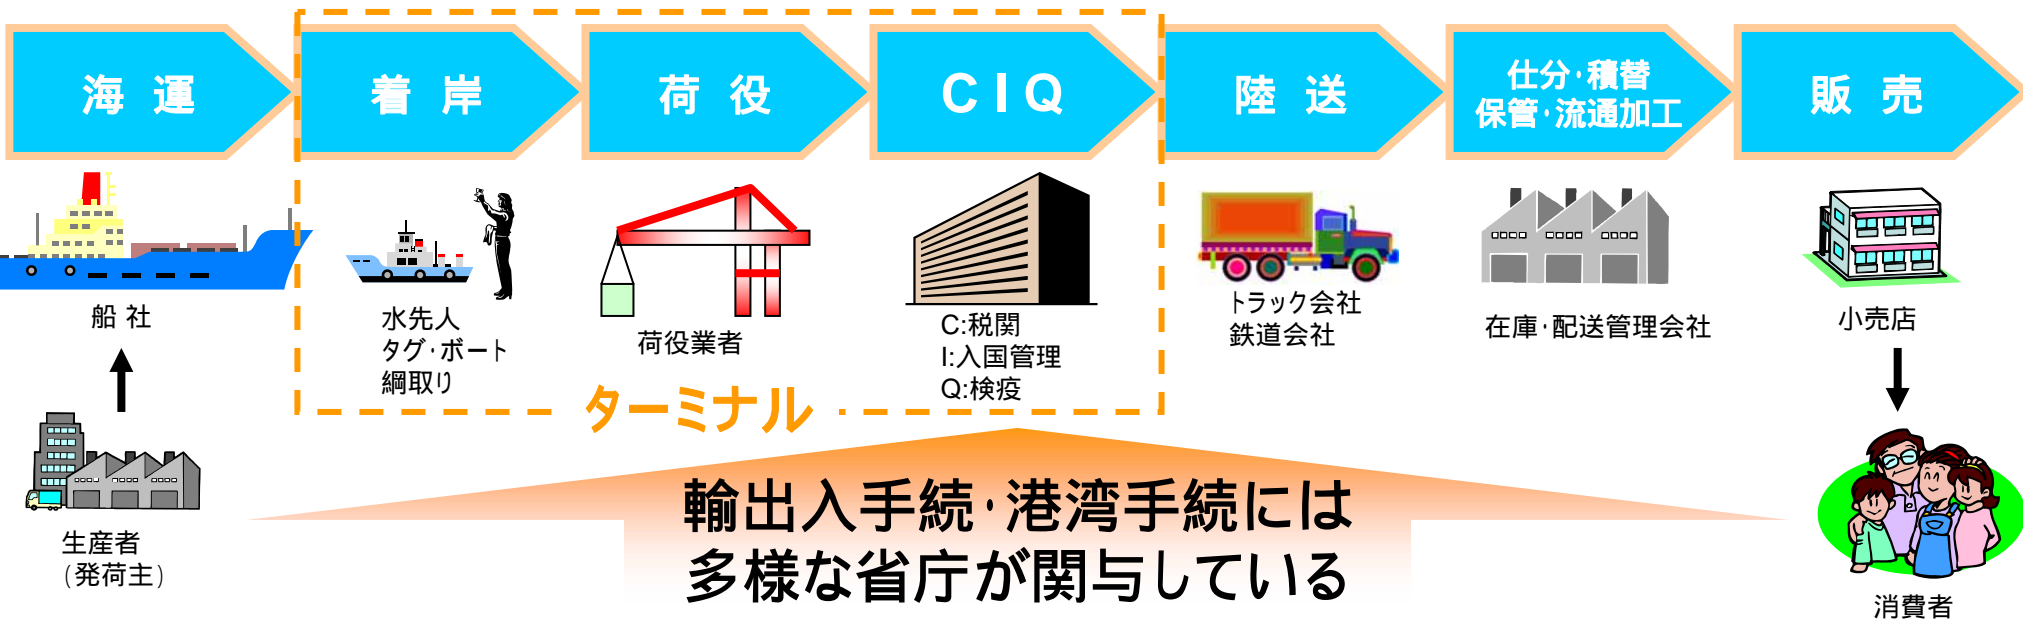 海 運
着 岸
荷 役
C I Q
陸 送
仕分・積替
保管・流通加工
販 売
船 社
水先人
タグ・ボート
綱取り
荷役業者
C:税関
I:入国管理
Q:検疫
トラック会社
鉄道会社
在庫・配送管理会社
小売店
ターミナル
生産者
(発荷主)
輸出入手続・港湾手続には
多様な省庁が関与している
消費者